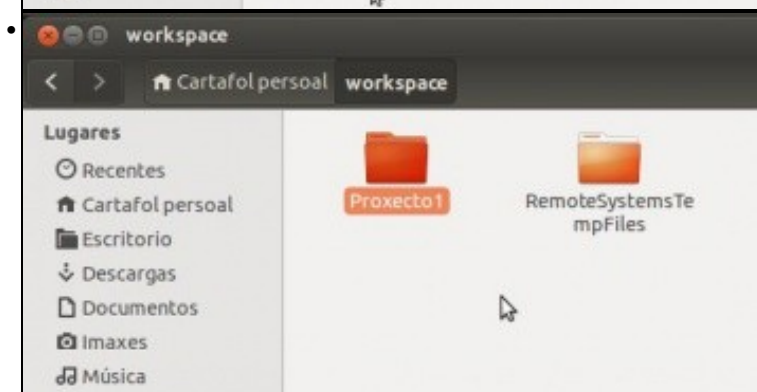 workspace
Cartafol persoal workspace
Lugares
Recentes
Cartafol persoal
Escritorio
Descargas
Documentos
Imaxes
Música
Proxecto1
RemoteSystemsTe
mpFiles